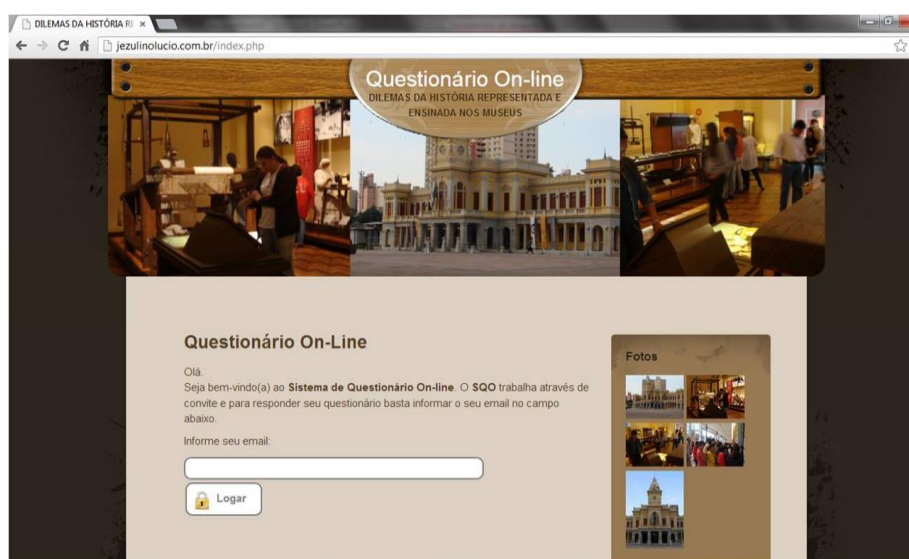 DILEMAS DA HISTÓRIA RE
jezulinolucio.com.br/index.php
Questionário On-line
DILEMAS DA HISTÓRIA REPRESENTADA E
ENSINADA NOS MUSEUS
Questionário On-Line
Olá.
Seja bem-vindo(a) ao Sistema de Questionário On-line. O SQO trabalha através de
convite e para responder seu questionário basta informar o seu email no campo
abaixo.
Informe seu email:
Logar
Fotos